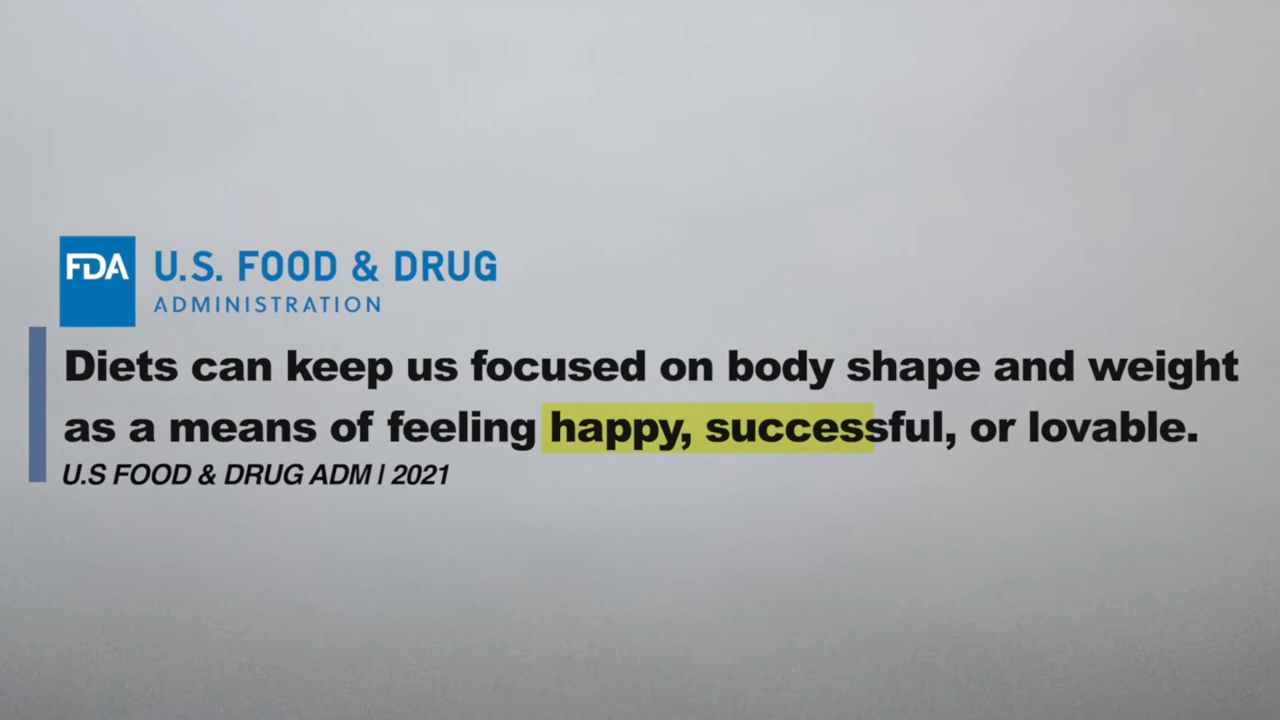 FDA U.S. FOOD & DRUG
ADMINISTRATION
Diets can keep us focused on body shape and weight
as a means of feeling happy, successful, or lovable.
U.S FOOD & DRUG ADM | 2021